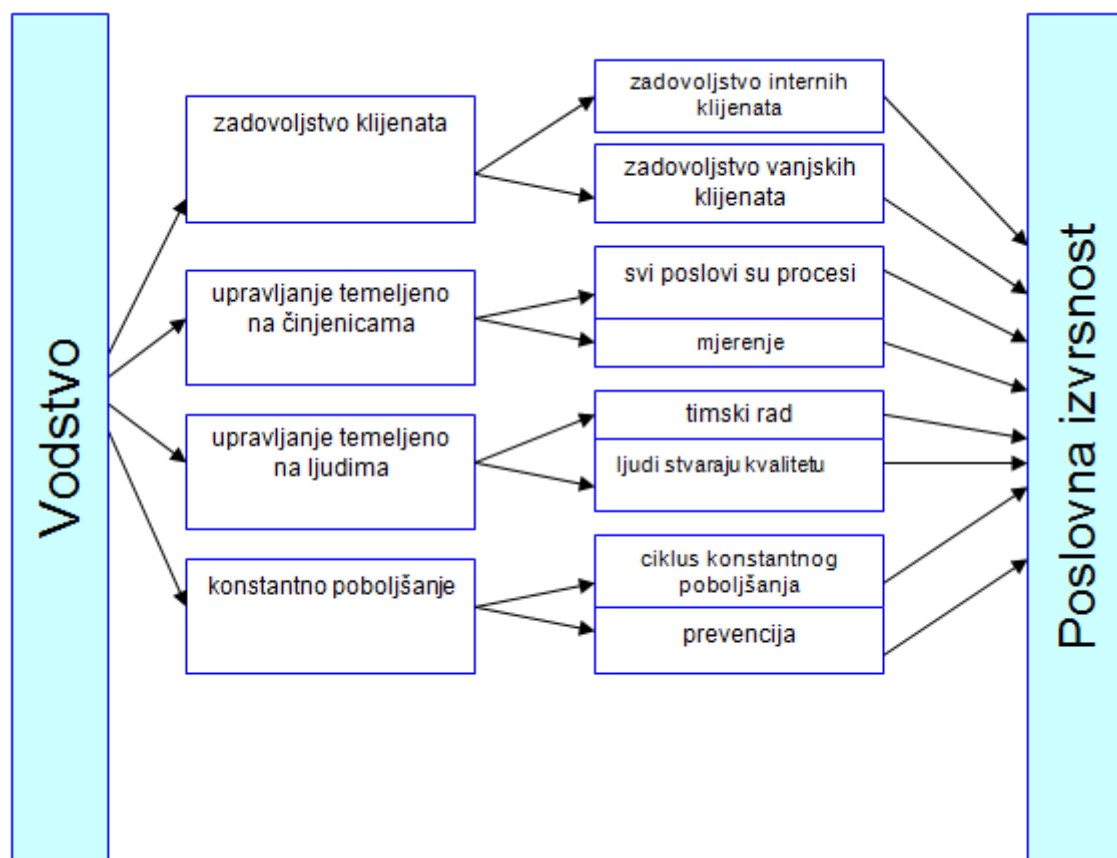 Vodstvo
zadovoljstvo klijenata
upravljanje temeljeno
na činjenicama
upravljanje temeljeno
na ljudima
konstantno poboljšanje
zadovoljstvo internih
klijenata
zadovoljstvo vanjskih
klijenata
svi poslovi su procesi
mjerenje
timski rad
ljudi stvaraju kvalitetu
ciklus konstantnog
poboljšanja
prevencija
Poslovna izvrsnost